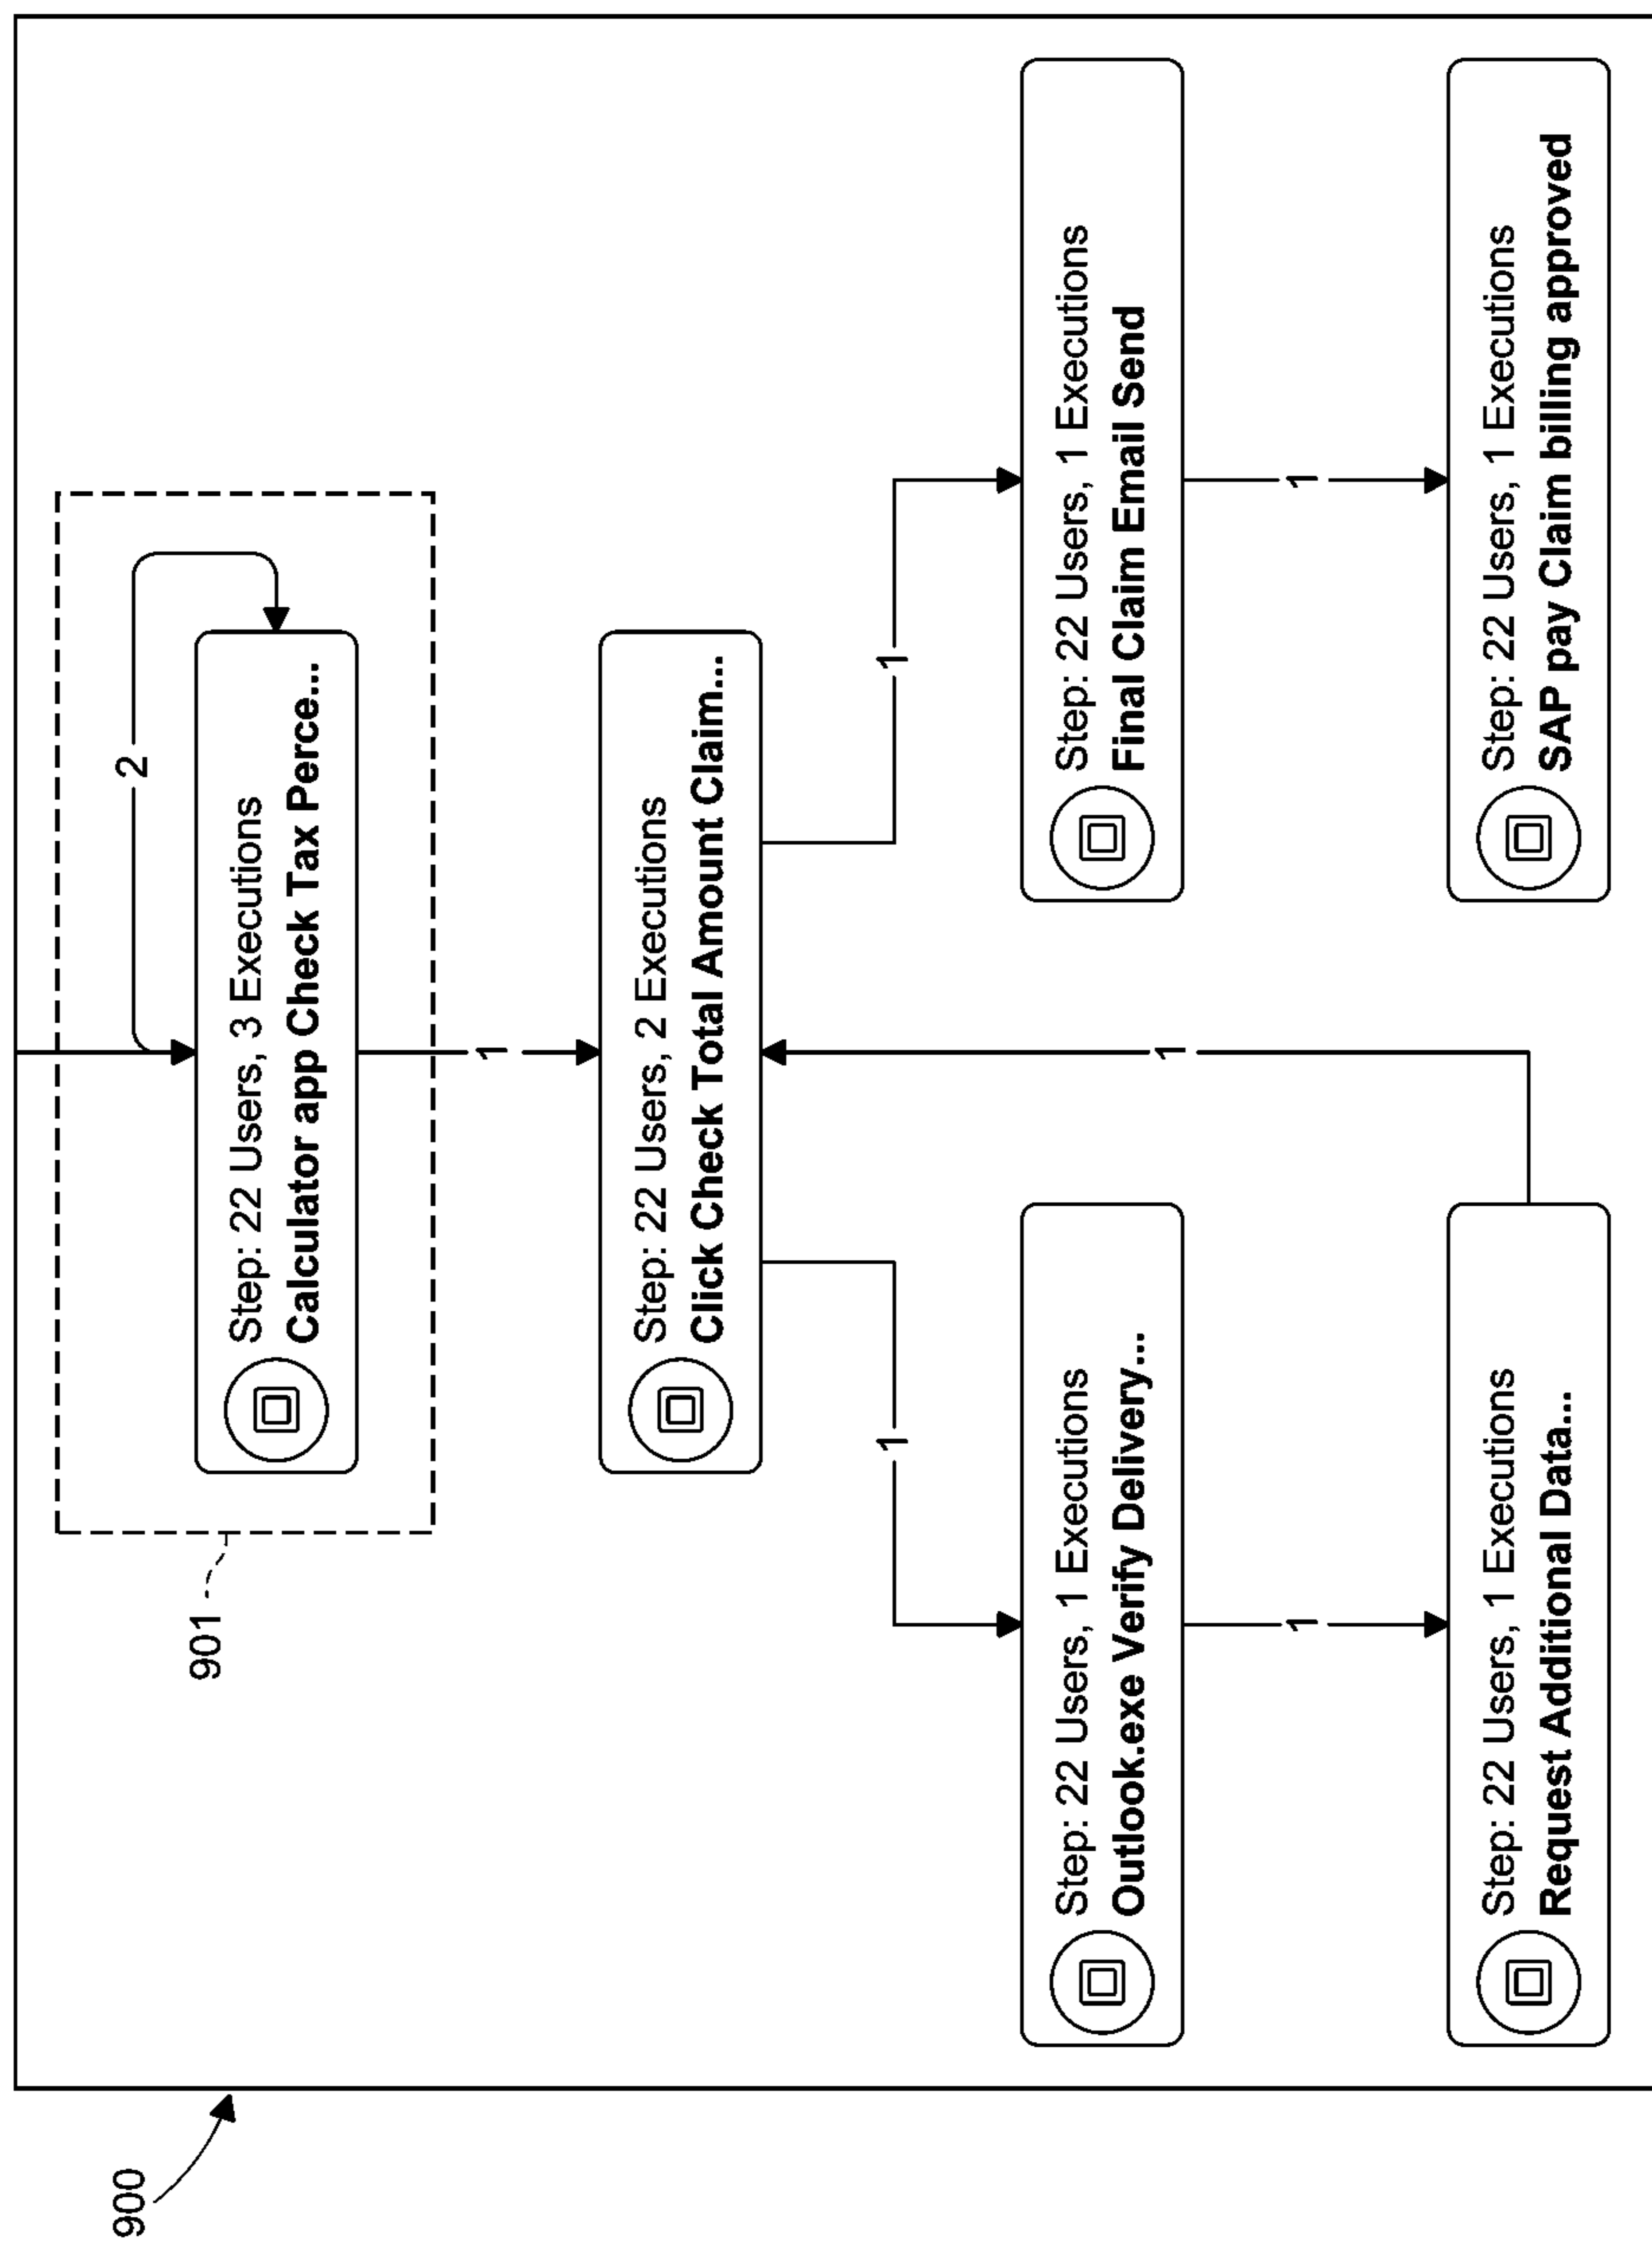 900
901
2
Step: 22 Users, 3 Executions
Calculator app Check Tax Perce...
1
Step: 22 Users, 2 Executions
Click Check Total Amount Claim...
1
1
Step: 22 Users, 1 Executions
Outlook.exe Verify Delivery...
1
Step: 22 Users, 1 Executions
Request Additional Data...
1
Step: 22 Users, 1 Executions
Final Claim Email Send
1
Step: 22 Users, 1 Executions
SAP pay Claim billing approved